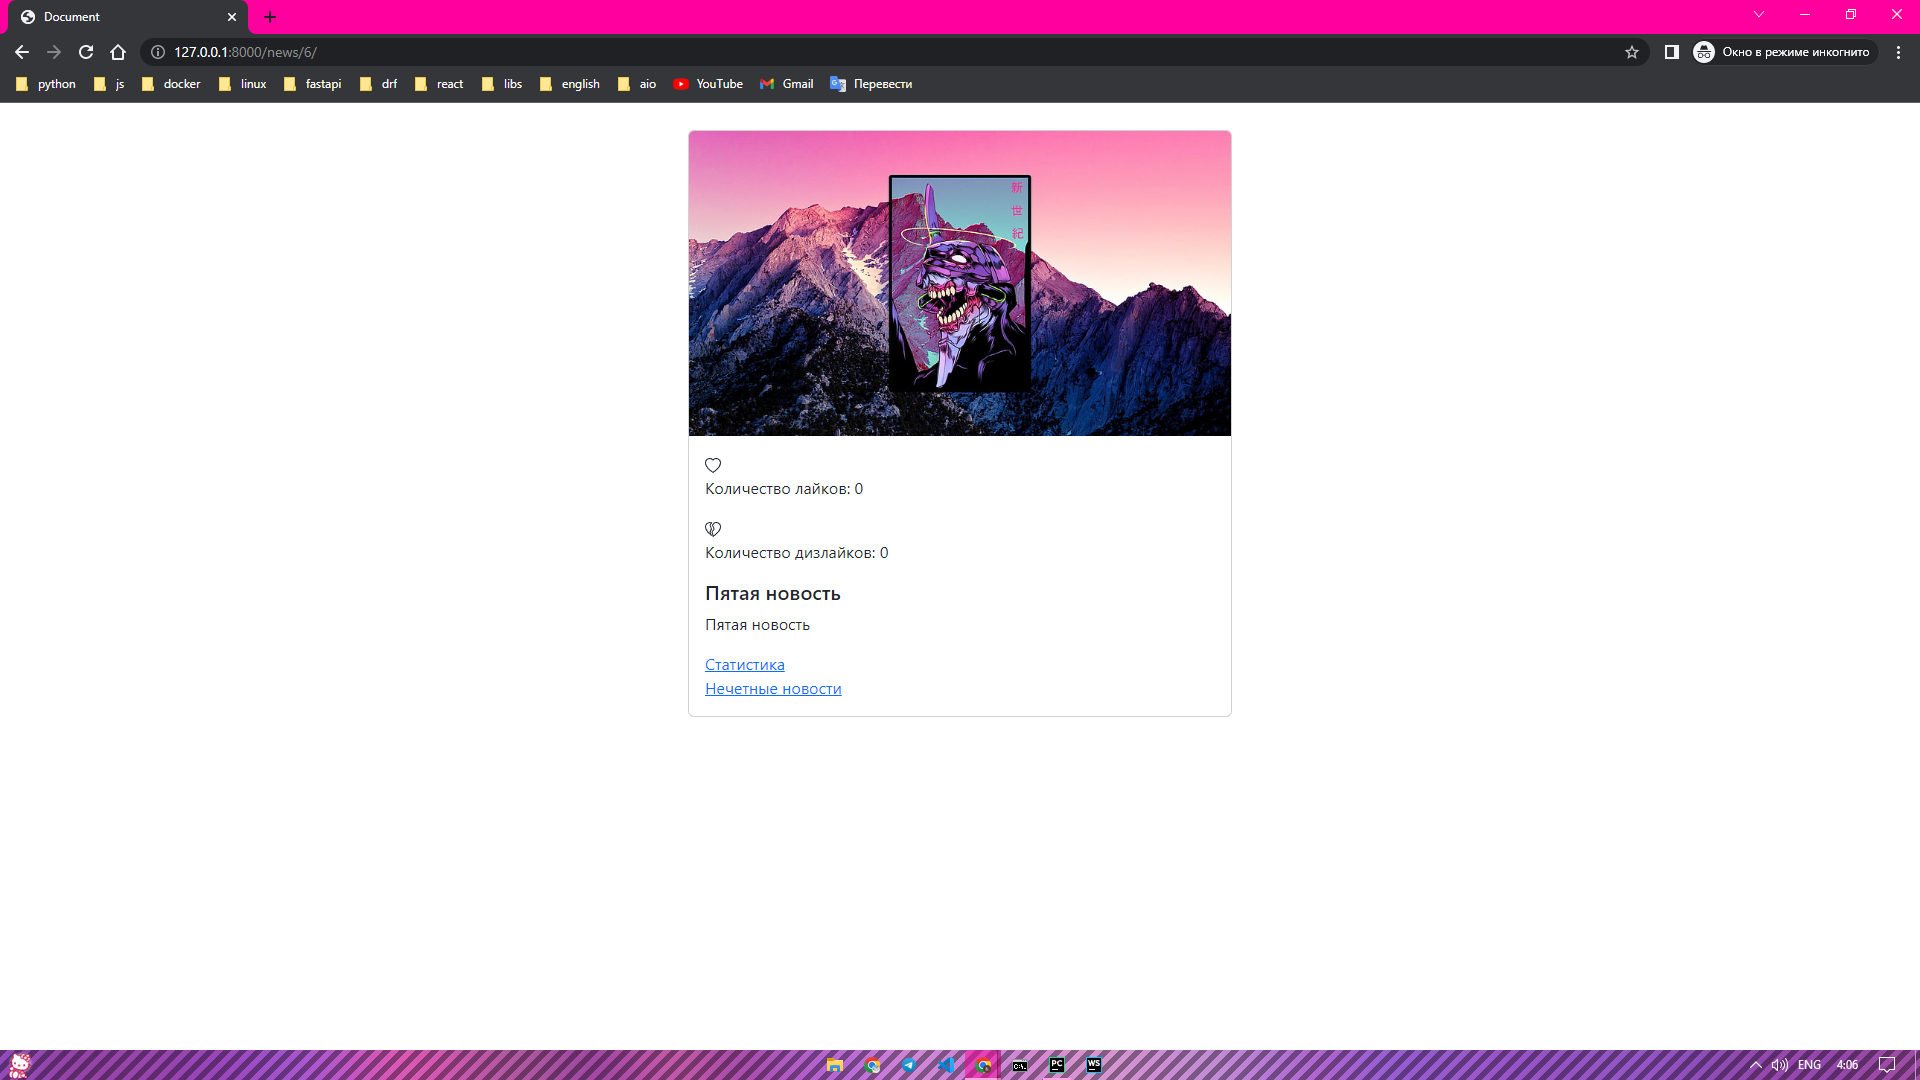 Document
127.0.0.1:8000/news/6/
Окно в режиме инкогнито
python js docker linux fastapi drf react libs english aio YouTube Gmail Перевести
新
世
紀
Количество лайков: 0
Количество дизлайков: 0
Пятая новость
Пятая новость
Статистика
Нечетные новости
PC WS ENG 4:06